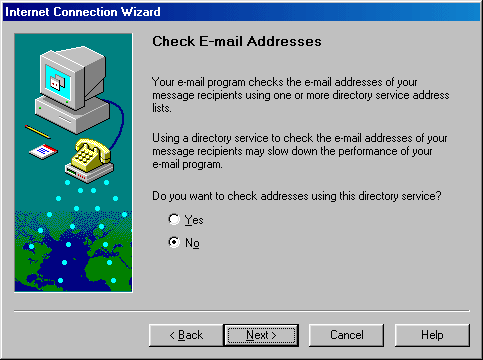 Internet Connection Wizard
Check E-mail Addresses
Your e-mail program checks the e-mail addresses of your
message recipients using one or more directory service address
lists.
Using a directory service to check the e-mail addresses of your
message recipients may slow down the performance of your
e-mail program.
Do you want to check addresses using this directory service?
Yes
No
< Back
Next >
Cancel
Help